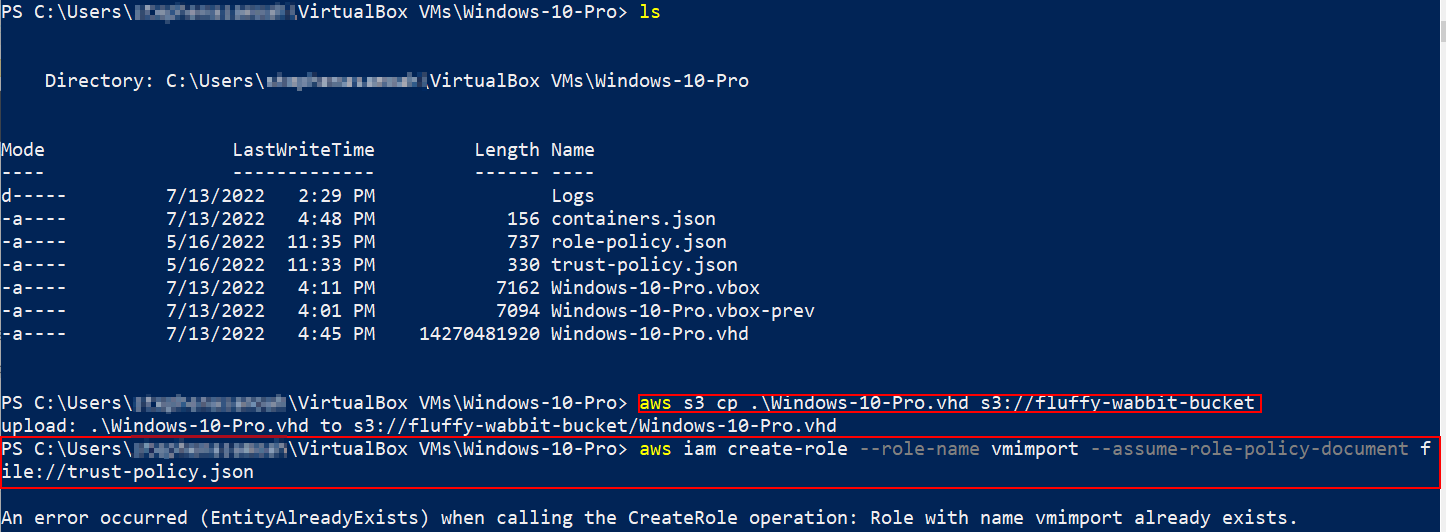 PS C:\Users\ \VirtualBox VMs\Windows-10-Pro> ls
Directory: C:\Users\ \VirtualBox VMs\Windows-10-Pro
Mode LastWriteTime Length Name
---- ------------- ------ ----
d----- 7/13/2022 2:29 PM Logs
-a---- 7/13/2022 4:48 PM 156 containers.json
-a---- 5/16/2022 11:35 PM 737 role-policy.json
-a---- 5/16/2022 11:33 PM 330 trust-policy.json
-a---- 7/13/2022 4:11 PM 7162 Windows-10-Pro.vbox
-a---- 7/13/2022 4:01 PM 7094 Windows-10-Pro.vbox-prev
-a---- 7/13/2022 4:45 PM 14270481920 Windows-10-Pro.vhd
PS C:\Users\ \VirtualBox VMs\Windows-10-Pro> aws s3 cp .\Windows-10-Pro.vhd s3://fluffy-wabbit-bucket
upload: .\Windows-10-Pro.vhd to s3://fluffy-wabbit-bucket/Windows-10-Pro.vhd
PS C:\Users\ \VirtualBox VMs\Windows-10-Pro> aws iam create-role --role-name vmimport --assume-role-policy-document f
ile://trust-policy.json
An error occurred (EntityAlreadyExists) when calling the CreateRole operation: Role with name vmimport already exists.